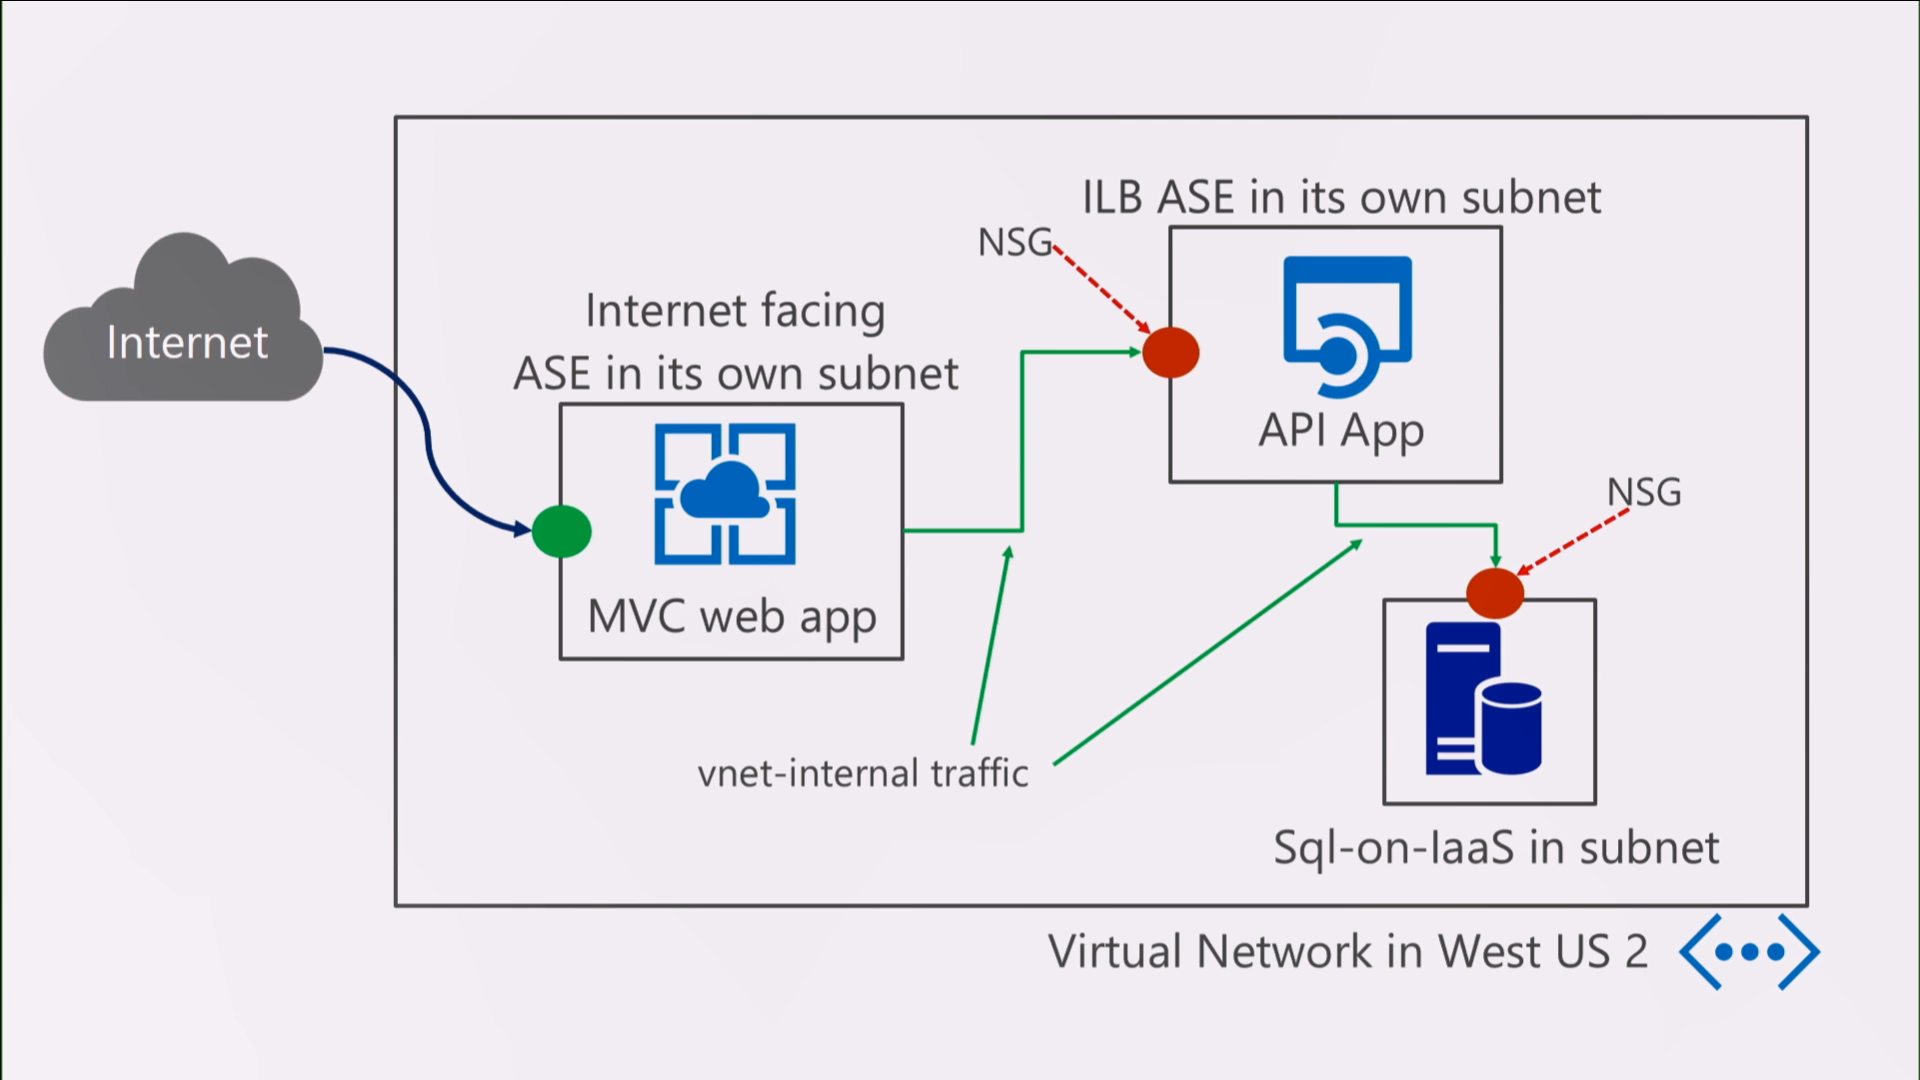 Internet
Internet facing
ASE in its own subnet
MVC web app
NSG
ILB ASE in its own subnet
API App
NSG
vnet-internal traffic
Sql-on-IaaS in subnet
Virtual Network in West US 2